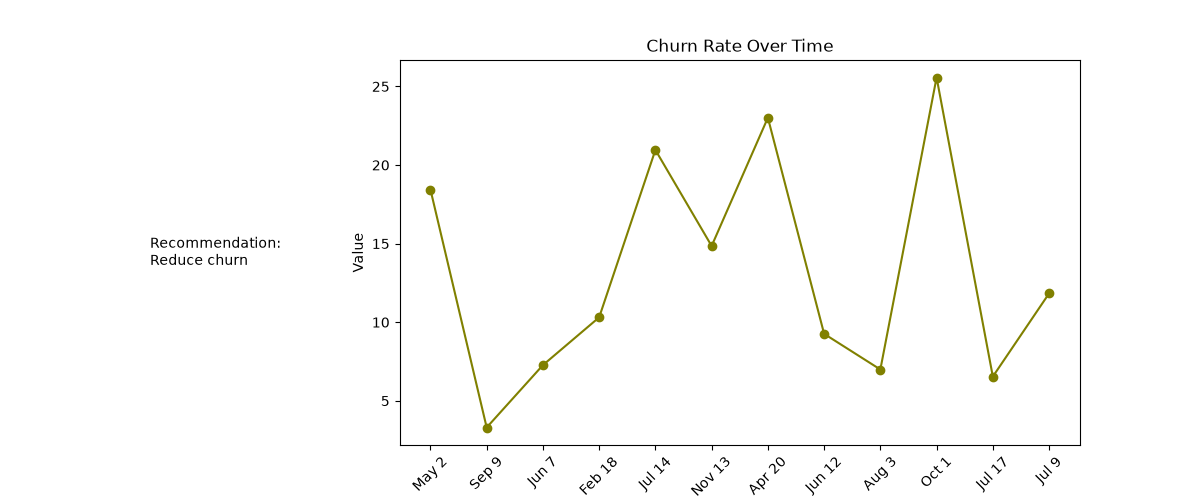 Churn Rate Over Time
Recommendation:
Reduce churn
Value
25
20
15
10
5
May 2
Sep 9
Jun 7
Feb 18
Jul 14
Nov 13
Apr 20
Jun 12
Aug 3
Oct 1
Jul 17
Jul 9